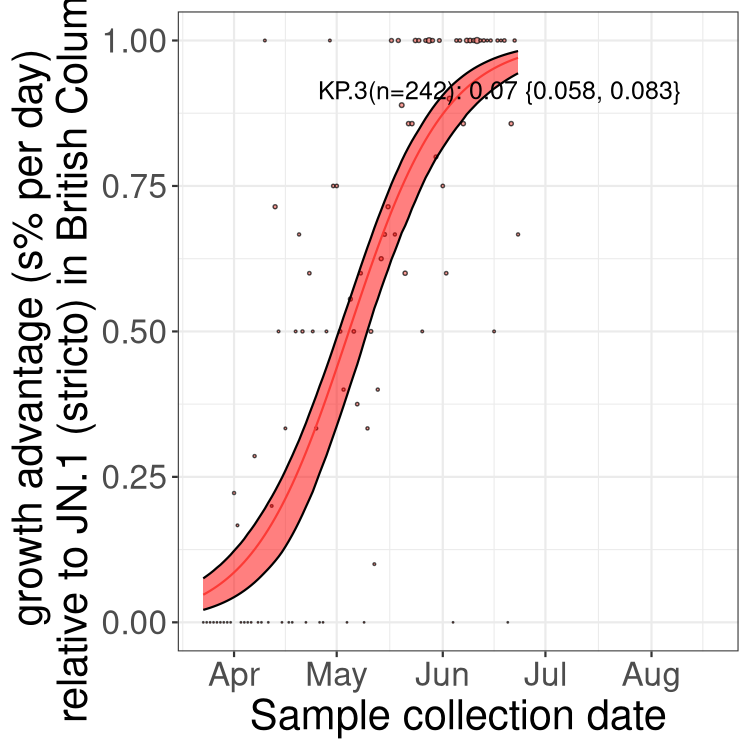 growth advantage (s% per day)
relative to JN.1 (stricto) in British Colum
1.00
0.75
0.50
0.25
0.00
KP.3(n=242): 0.07 {0.058, 0.083}
Apr May Jun Jul Aug
Sample collection date